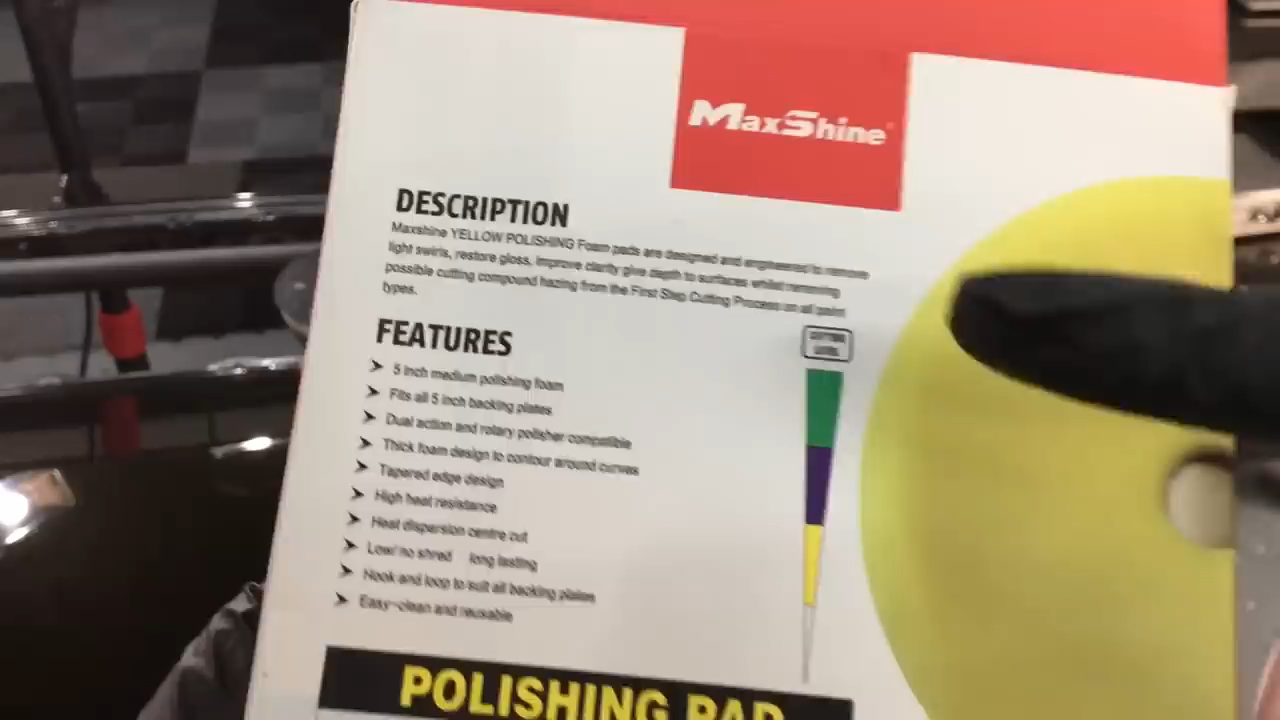 MaxShine
DESCRIPTION
Maxshine YELLOW POLISHING Foam pads are designed and engineered to remove
light swirls, restore gloss, improve clarity give depth to surfaces whilst removing
possible cutting compound hazing from the First Step Cutting Process on all paint
types.
CUTTING
LEVEL
FEATURES
➤ 5 inch medium polishing foam
➤ Fits all 5 inch backing plates
➤ Dual action and rotary polisher compatible
➤ Thick foam design to contour around curves
➤ Tapered edge design
➤ High heat resistance
➤ Heat dispersion centre cut
➤ Low/ no shred long lasting
➤ Hook and loop to suit all backing plates
➤ Easy-clean and reusable
POLISHING PAD